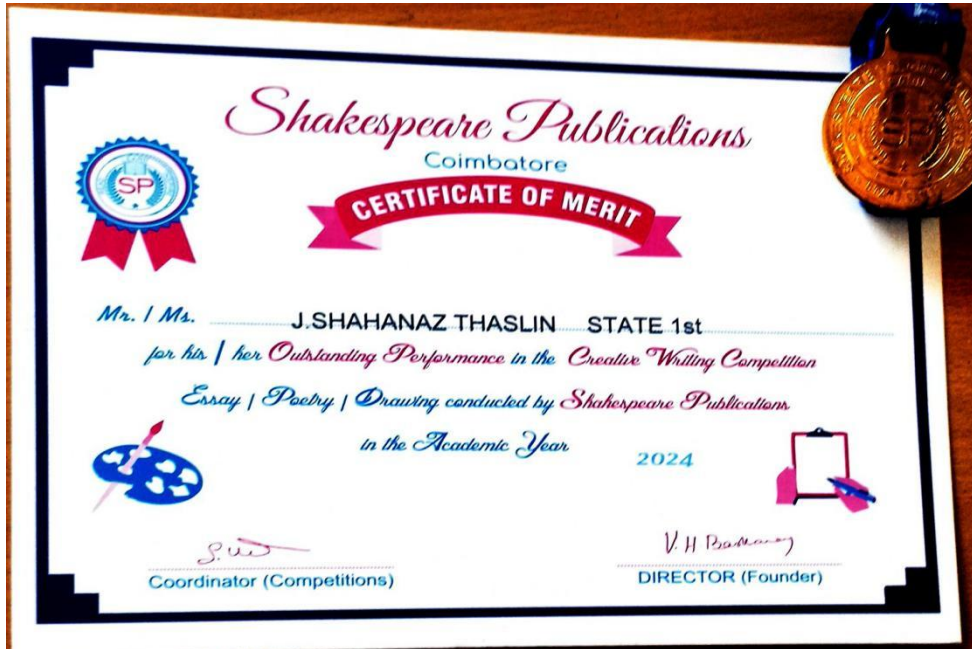 Shakespeare Publications
Coimbatore
CERTIFICATE OF MERIT
SP
Mr. / Ms. J.SHAHANAZ THASLIN STATE 1st
for his / her Outstanding Performance in the Creative Writing Competition
Essay / Poetry / Drawing conducted by Shakespeare Publications
in the Academic Year 2024
Coordinator (Competitions)
V. H
DIRECTOR (Founder)